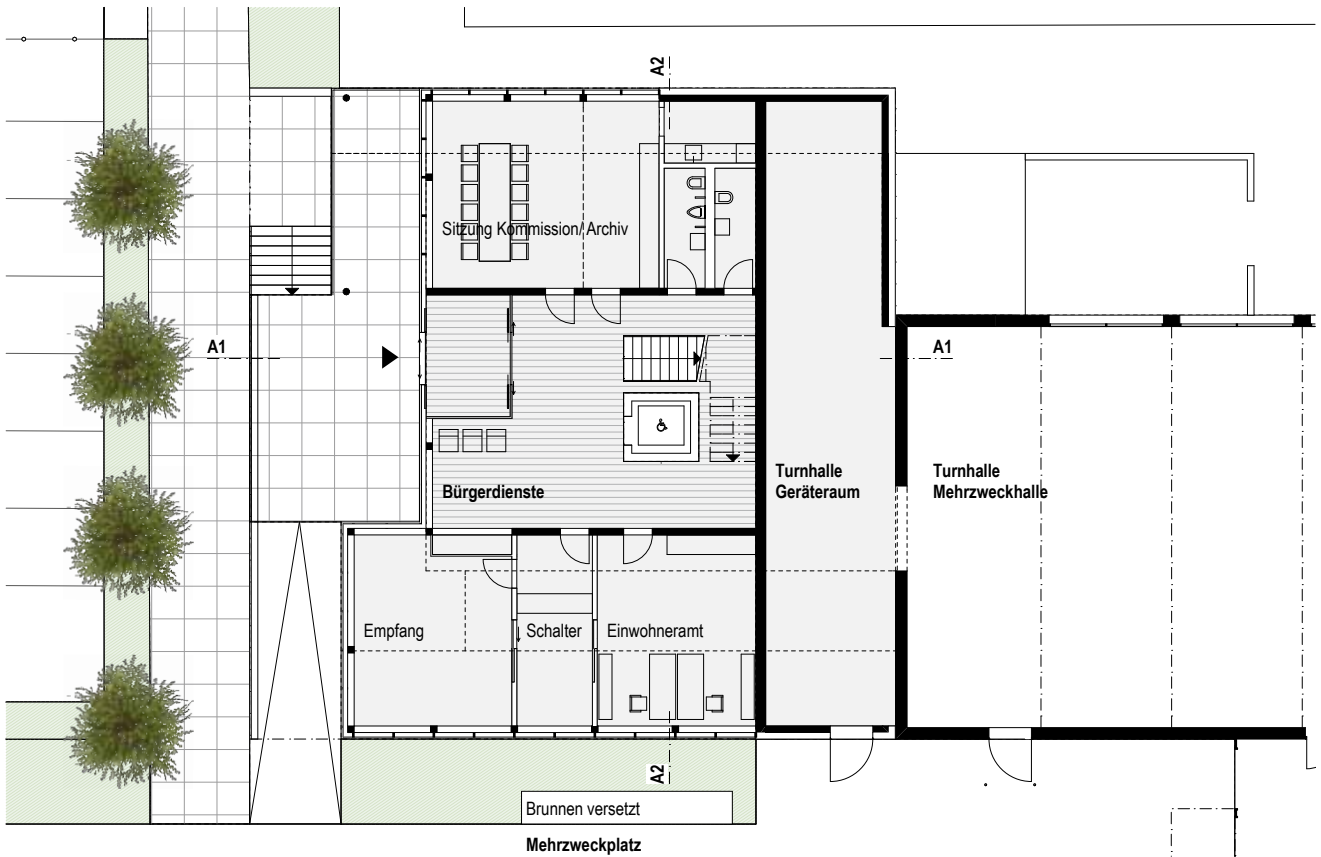 A2
Sitzung Kommission/ Archiv
A1
A1
Bürgerdienste
Turnhalle
Geräteraum
Turnhalle
Mehrzweckhalle
Empfang
Schalter
Einwohneramt
A2
Brunnen versetzt
Mehrzweckplatz